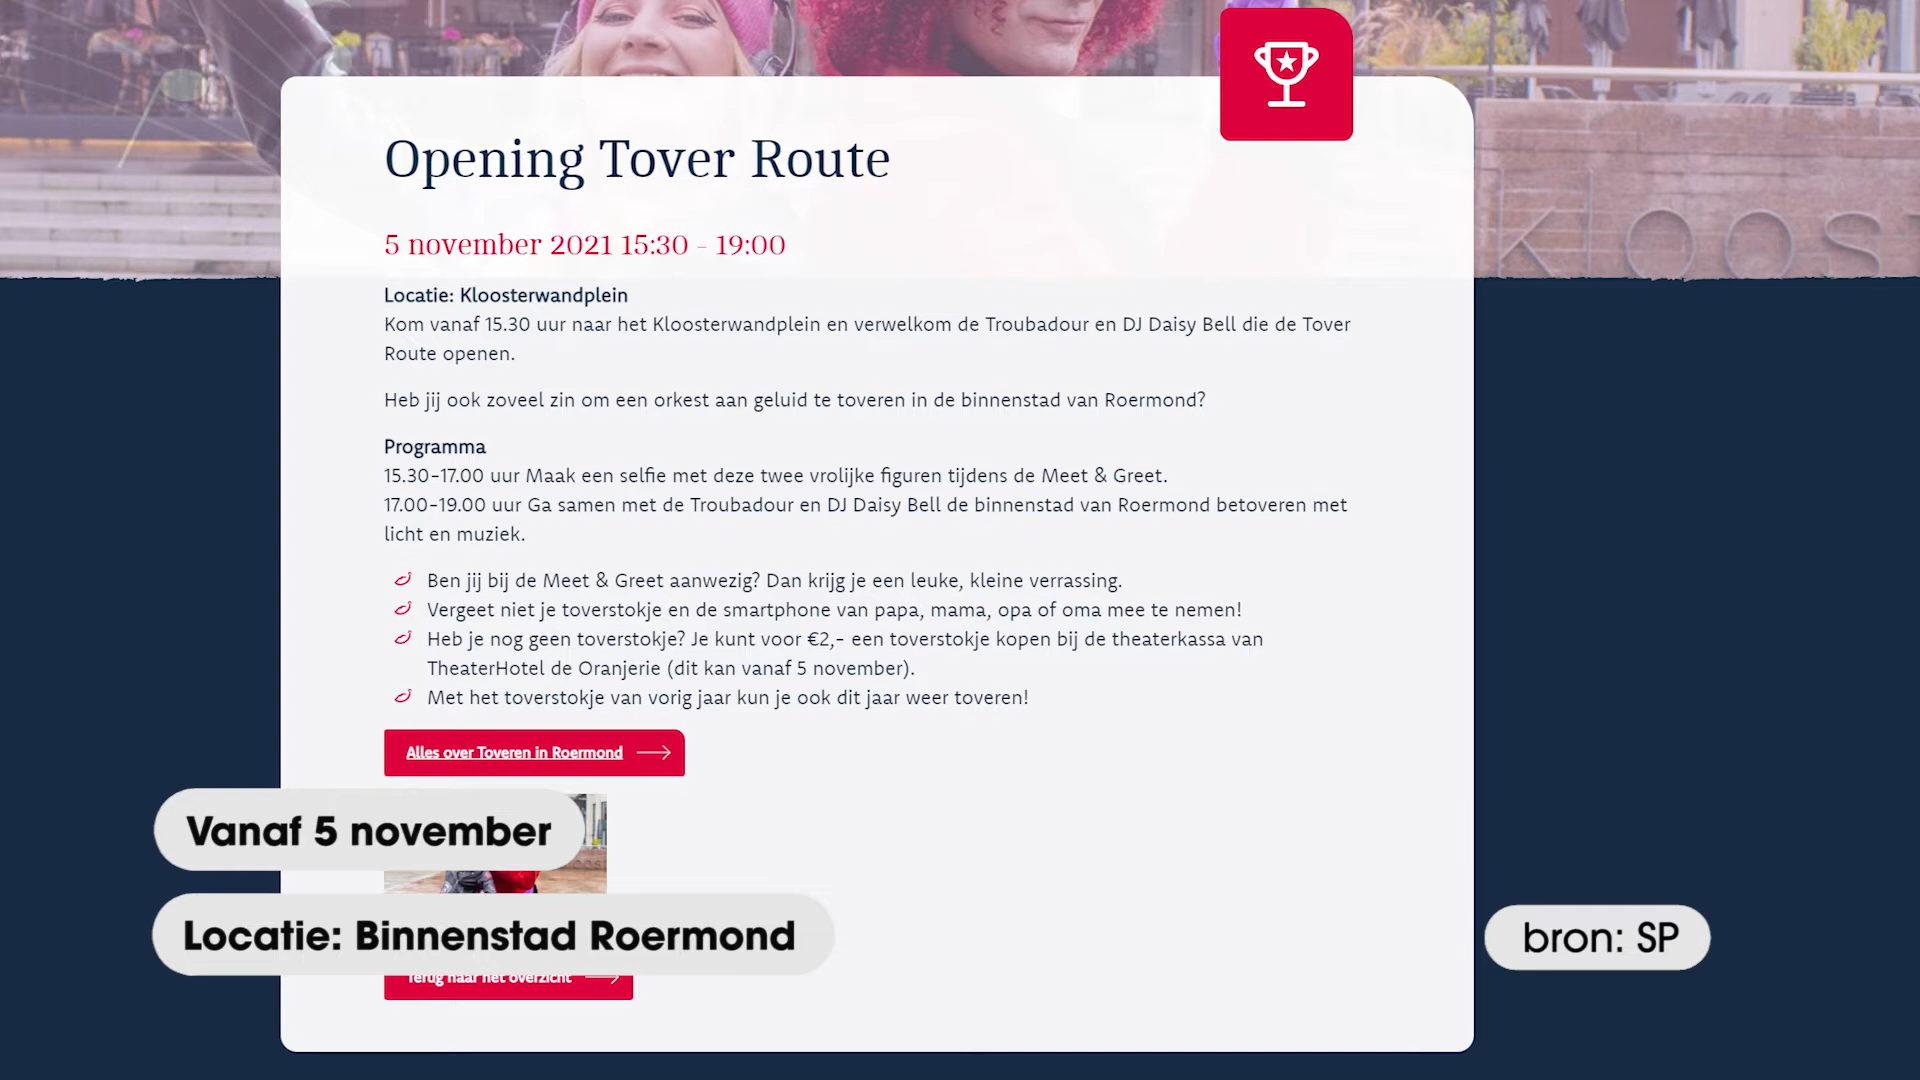 Opening Tover Route
5 november 2021 15:30 - 19:00
Locatie: Kloosterwandplein
Kom vanaf 15.30 uur naar het Kloosterwandplein en verwelkom de Troubadour en DJ Daisy Bell die de Tover
Route openen.
Heb jij ook zoveel zin om een orkest aan geluid te toveren in de binnenstad van Roermond?
Programma
15.30-17.00 uur Maak een selfie met deze twee vrolijke figuren tijdens de Meet & Greet.
17.00-19.00 uur Ga samen met de Troubadour en DJ Daisy Bell de binnenstad van Roermond betoveren met
licht en muziek.
Ben jij bij de Meet & Greet aanwezig? Dan krijg je een leuke, kleine verrassing.
Vergeet niet je toverstokje en de smartphone van papa, mama, opa of oma mee te nemen!
Heb je nog geen toverstokje? Je kunt voor €2,- een toverstokje kopen bij de theaterkassa van
TheaterHotel de Oranjerie (dit kan vanaf 5 november).
Met het toverstokje van vorig jaar kun je ook dit jaar weer toveren!
Alles over Toveren in Roermond
Vanaf 5 november
Locatie: Binnenstad Roermond
Terug naar het overzicht
bron: SP
KLOOS